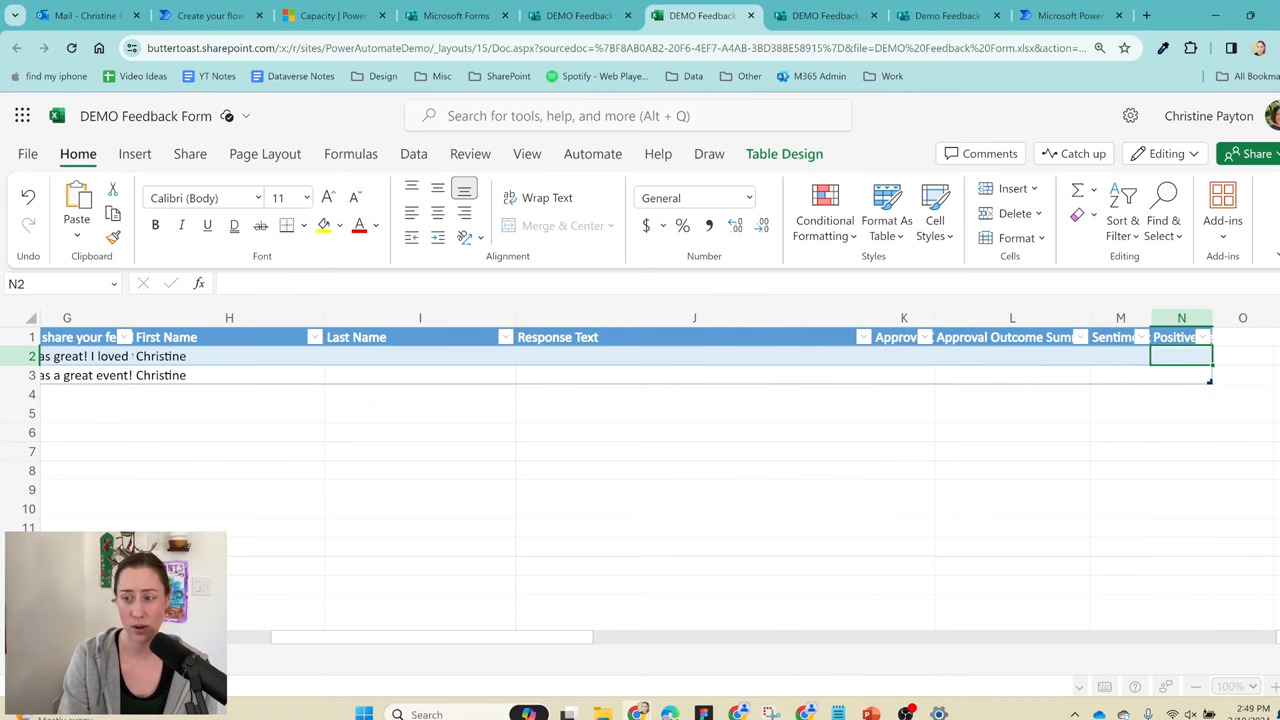 Mail - Christine P
Create your flow
Capacity | Power
Microsoft Forms
DEMO Feedback
DEMO Feedback
DEMO Feedback
Demo Feedback
Microsoft Power
buttertoast.sharepoint.com/:x:/r/sites/PowerAutomateDemo/_layouts/15/Doc.aspx?sourcedoc=%7BF8AB0AB2-20F6-4EF7-A4AB-3BD38BE58915%7D&file=DEMO%20Feedback%20Form.xlsx&action=...
find my iphone
Video Ideas
YT Notes
Dataverse Notes
Design
Misc
SharePoint
Spotify - Web Playe...
Data
Other
M365 Admin
Work
All Bookma
DEMO Feedback Form
Search for tools, help, and more (Alt + Q)
Christine Payton
File Home Insert Share Page Layout Formulas Data Review View Automate Help Draw Table Design
Comments
Catch up
Editing
Share
Paste
Calibri (Body)
11
Wrap Text
Merge & Center
General
Conditional Formatting
Format As Table
Cell Styles
Insert
Delete
Format
Sort & Filter
Find & Select
Add-ins
Undo Clipboard Font Alignment Number Styles Cells Editing Add-ins
N2
fx
G H I J K L M N O
1 share your fe First Name Last Name Response Text Approv Approval Outcome Sum Sentime Positive
2 as great! I loved Christine
3 as a great event! Christine
4
5
6
7
8
9
10
11
100%
Search
2:49 PM